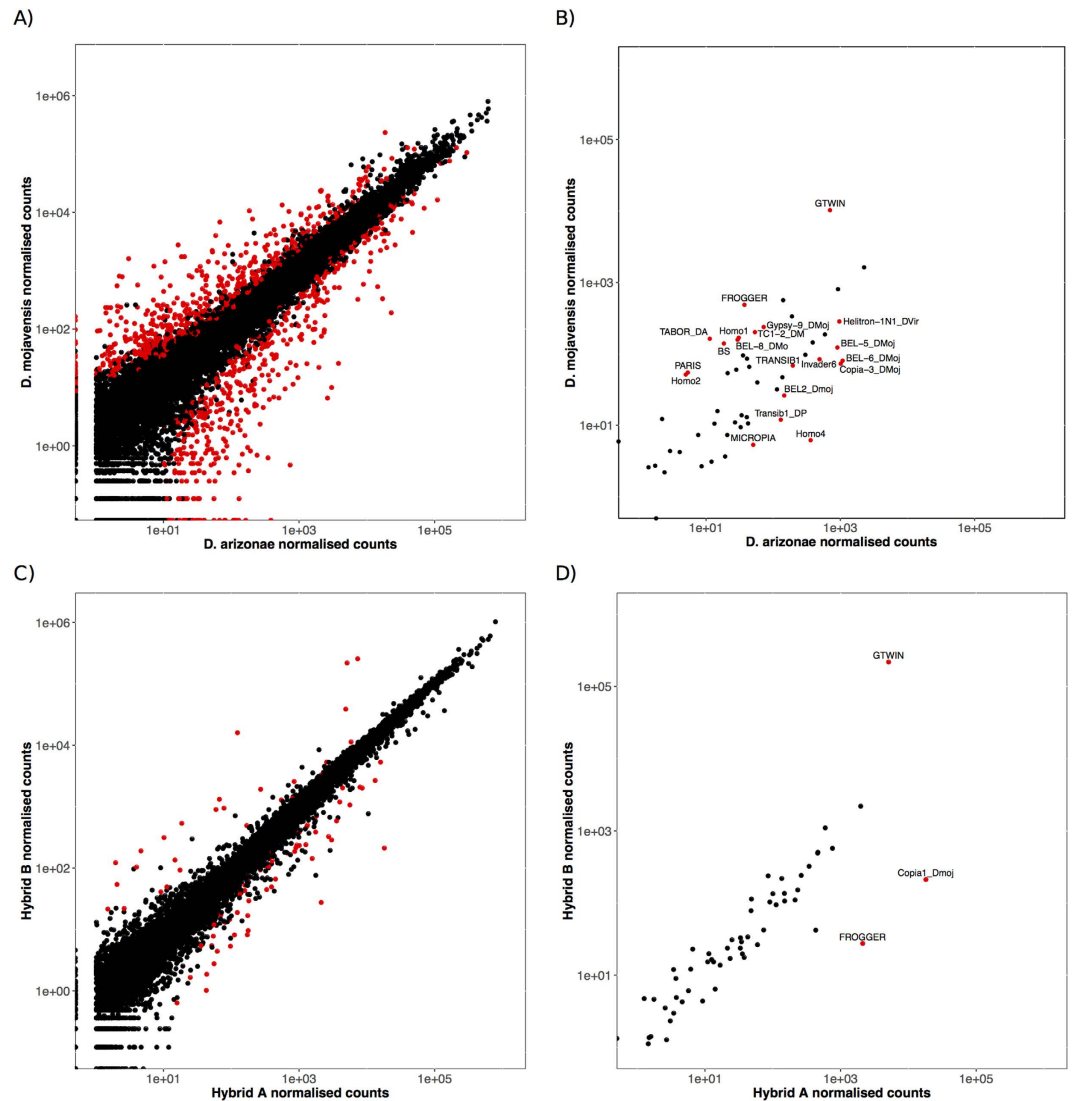 A)
1e+06
1e+04
1e+02
1e+00
D. mojavensis normalised counts
1e+01
1e+03
1e+05
D. arizonae normalised counts
B)
1e+05
1e+03
1e+01
D. mojavensis normalised counts
GTWIN
FROGGER
Helitron-1N1_DVir
Gypsy-9_DMoj
TC1-2_DM
TABOR_DA
Homo1
BS
BEL-8_DMo
BEL-5_DMoj
BEL-6_DMoj
TRANSIB1
Invader6
Copia-3_DMoj
PARIS
Homo2
BEL2_Dmoj
Transib1_DP
MICROPIA
Homo4
1e+01
1e+03
1e+05
D. arizonae normalised counts
C)
1e+06
1e+04
1e+02
1e+00
Hybrid B normalised counts
1e+01
1e+03
1e+05
Hybrid A normalised counts
D)
1e+05
1e+03
1e+01
Hybrid B normalised counts
GTWIN
Copia1_Dmoj
FROGGER
1e+01
1e+03
1e+05
Hybrid A normalised counts